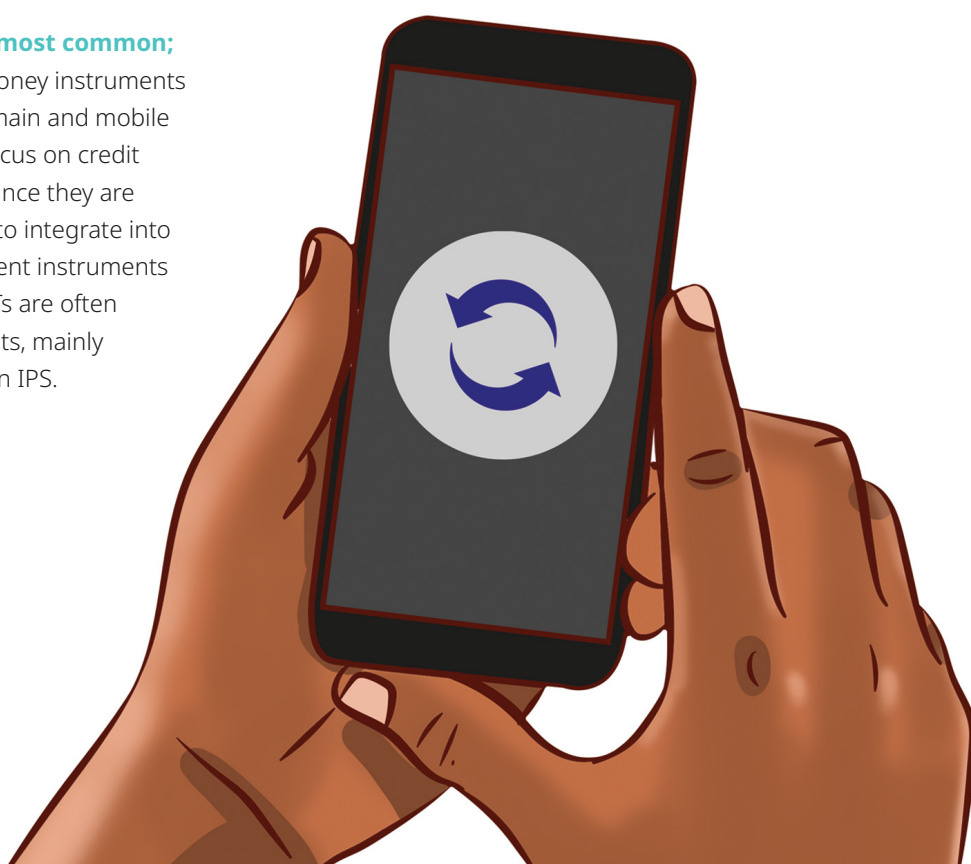 most common;
oney instruments
nain and mobile
cus on credit
nce they are
to integrate into
ent instruments
s are often
ts, mainly
n IPS.